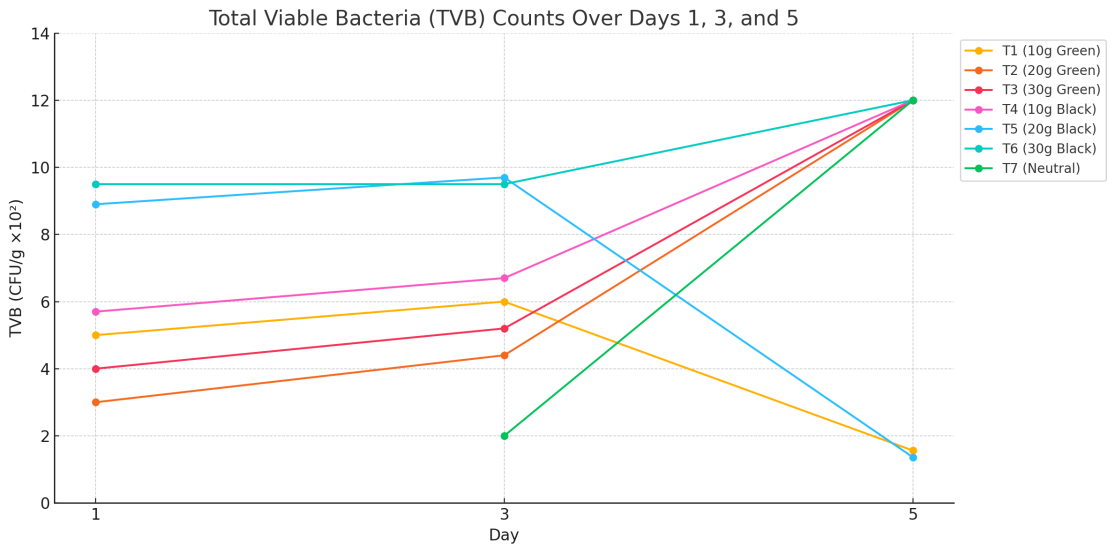 Total Viable Bacteria (TVB) Counts Over Days 1, 3, and 5
14
12
10
8
6
4
2
0
TVB (CFU/g ×10²)
1 3 5
Day
T1 (10g Green)
T2 (20g Green)
T3 (30g Green)
T4 (10g Black)
T5 (20g Black)
T6 (30g Black)
T7 (Neutral)